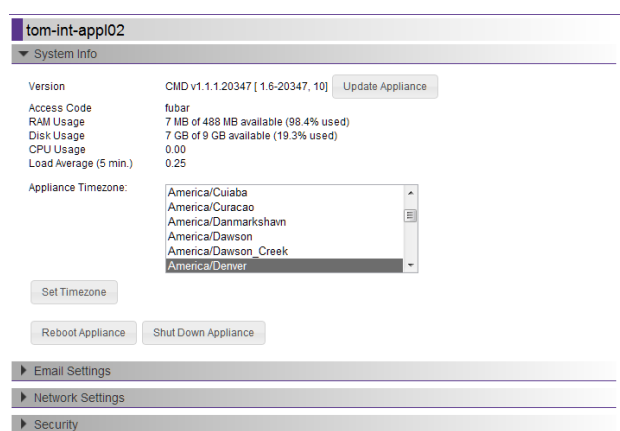 tom-int-appl02
System Info
Version CMD v1.1.1.20347 [ 1.6-20347, 10] Update Appliance
Access Code fubar
RAM Usage 7 MB of 488 MB available (98.4% used)
Disk Usage 7 GB of 9 GB available (19.3% used)
CPU Usage 0.00
Load Average (5 min.) 0.25
Appliance Timezone:
America/Cuiaba
America/Curacao
America/Danmarkshavn
America/Dawson
America/Dawson_Creek
America/Denver
Set Timezone
Reboot Appliance Shut Down Appliance
Email Settings
Network Settings
Security